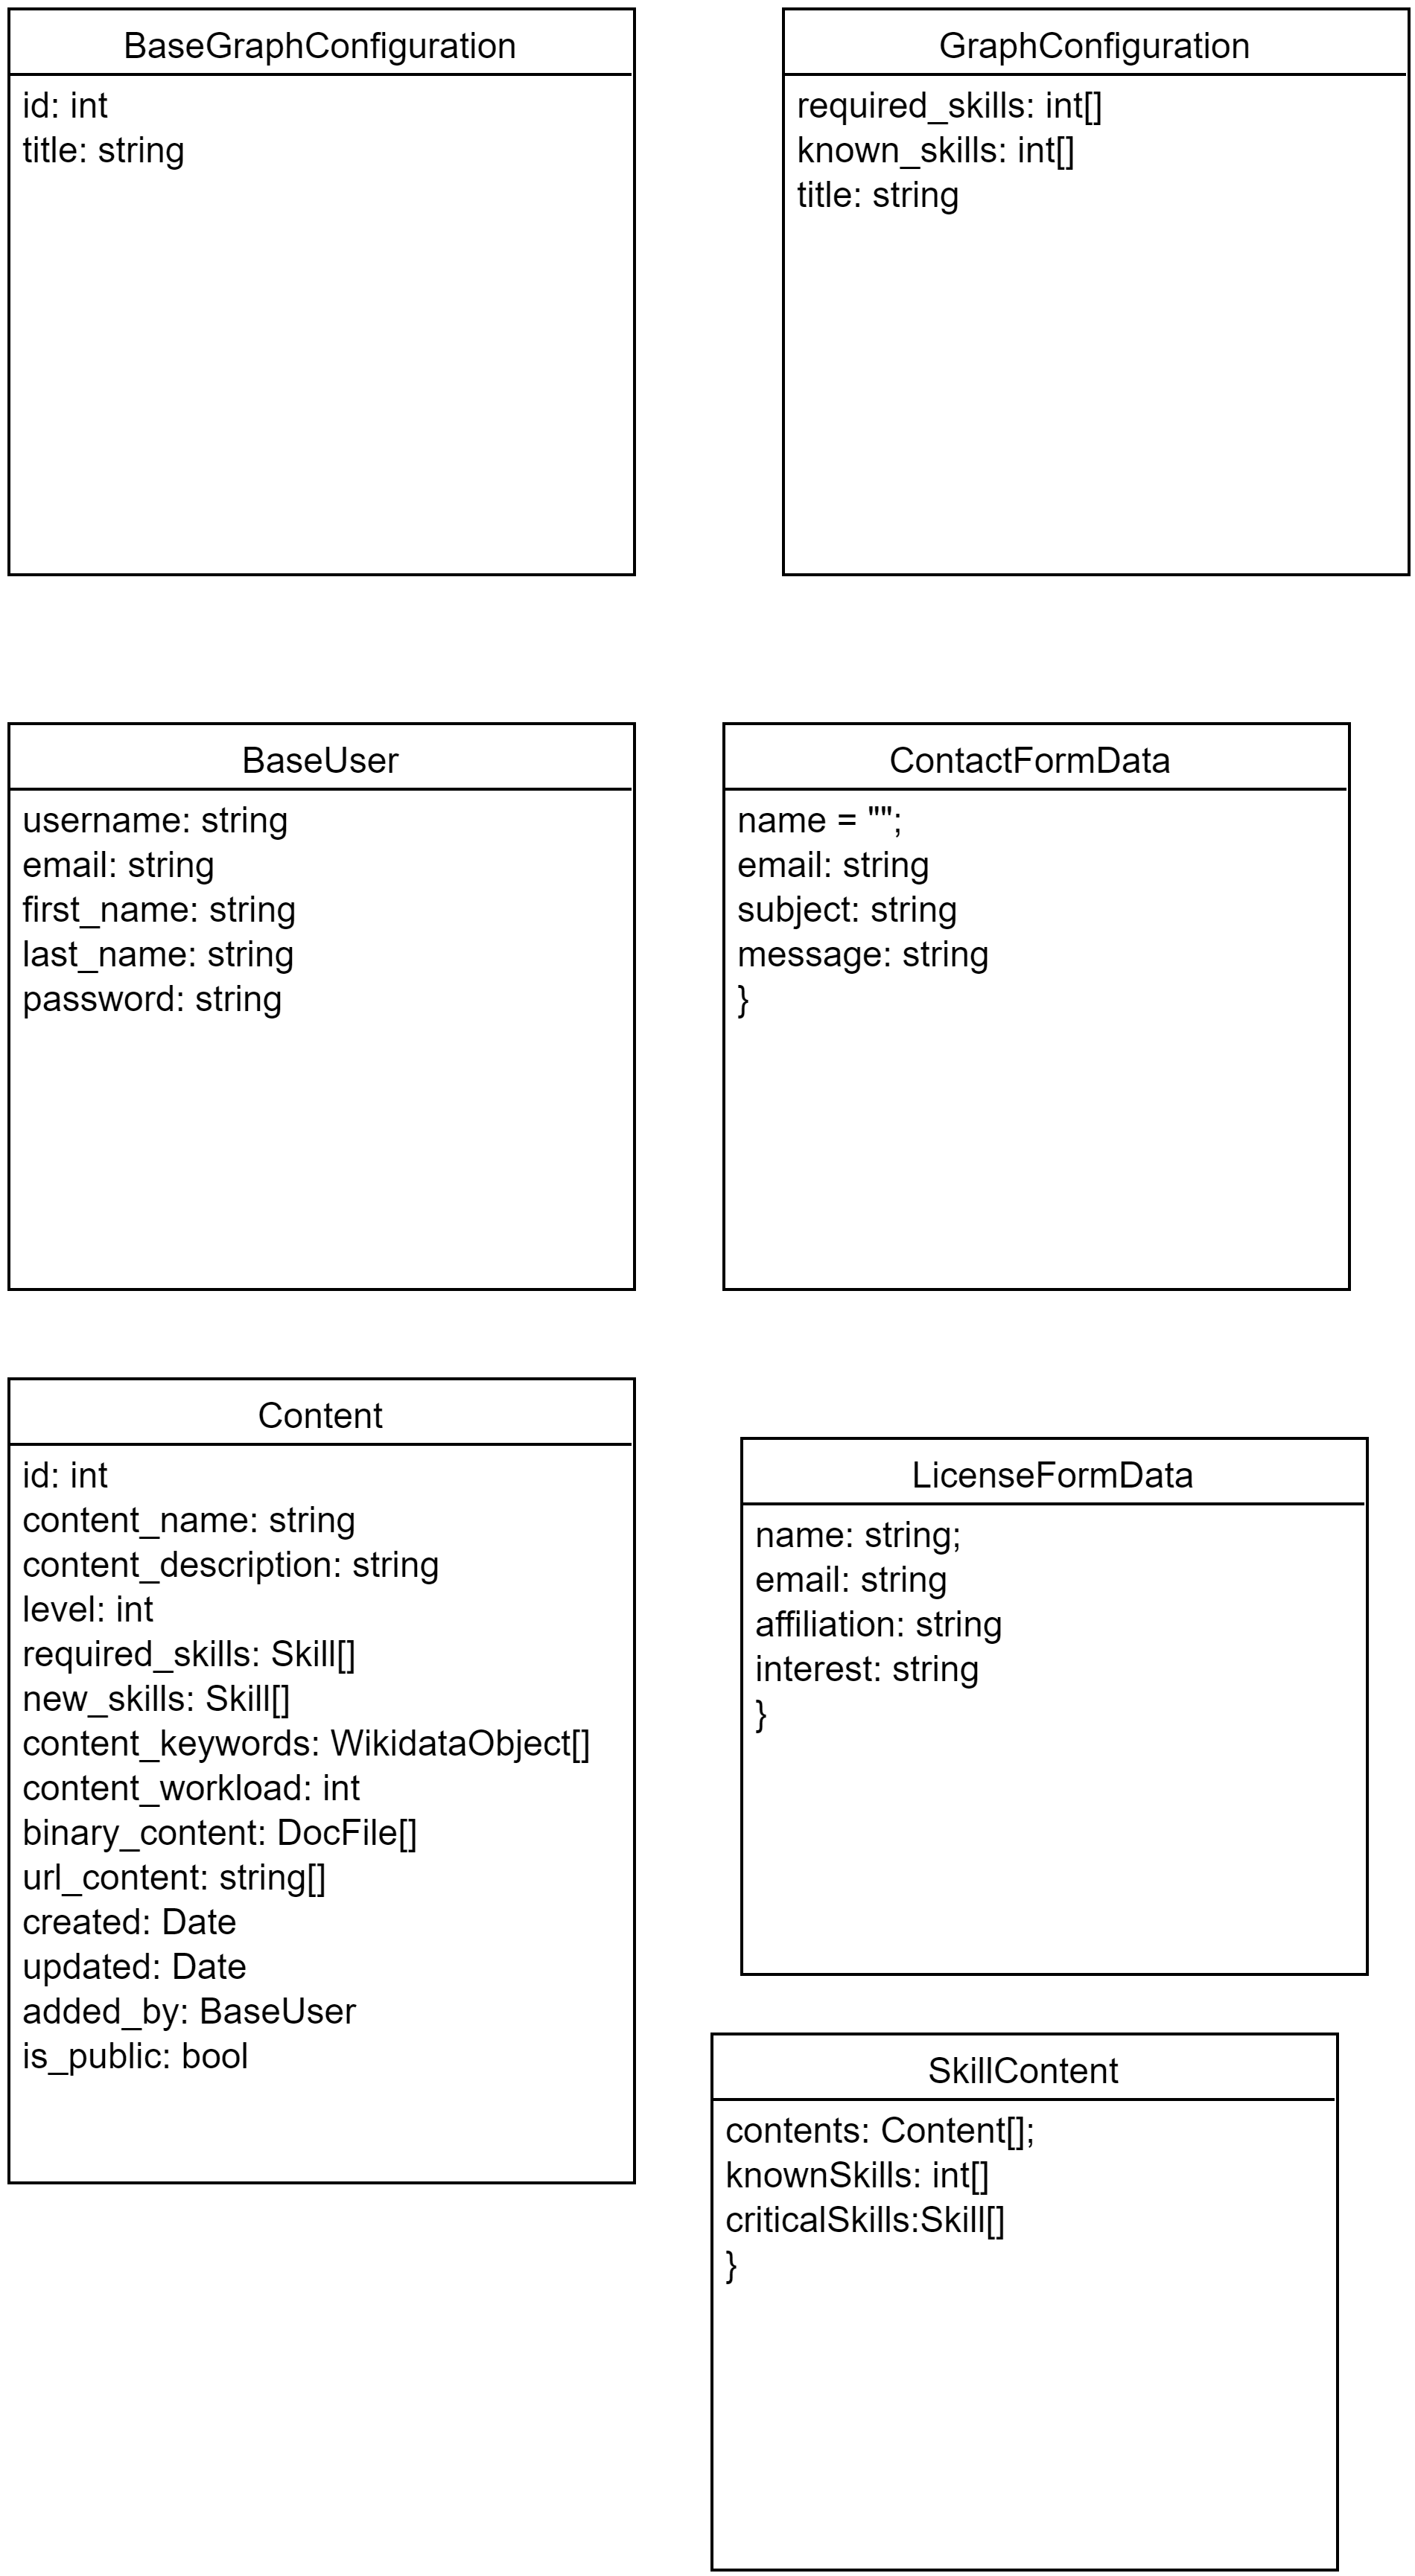 BaseGraphConfiguration
id: int
title: string
GraphConfiguration
required_skills: int[]
known_skills: int[]
title: string
BaseUser
username: string
email: string
first_name: string
last_name: string
password: string
ContactFormData
name = "";
email: string
subject: string
message: string
}
Content
id: int
content_name: string
content_description: string
level: int
required_skills: Skill[]
new_skills: Skill[]
content_keywords: WikidataObject[]
content_workload: int
binary_content: DocFile[]
url_content: string[]
created: Date
updated: Date
added_by: BaseUser
is_public: bool
LicenseFormData
name: string;
email: string
affiliation: string
interest: string
}
SkillContent
contents: Content[];
knownSkills: int[]
criticalSkills:Skill[]
}